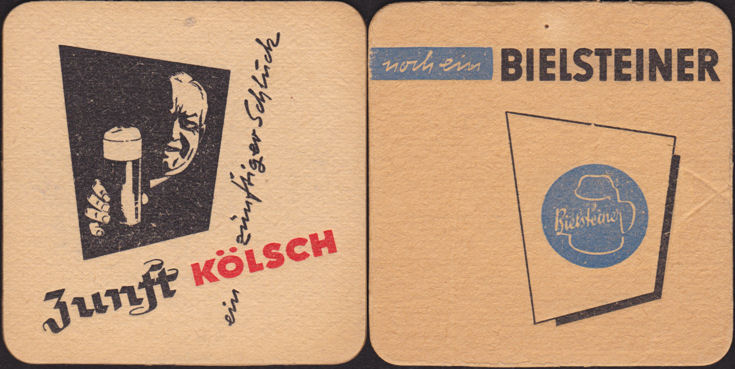 Zunft KÖLSCH
ein zünftiger Schluck
noch ein BIELSTEINER
Bielsteiner